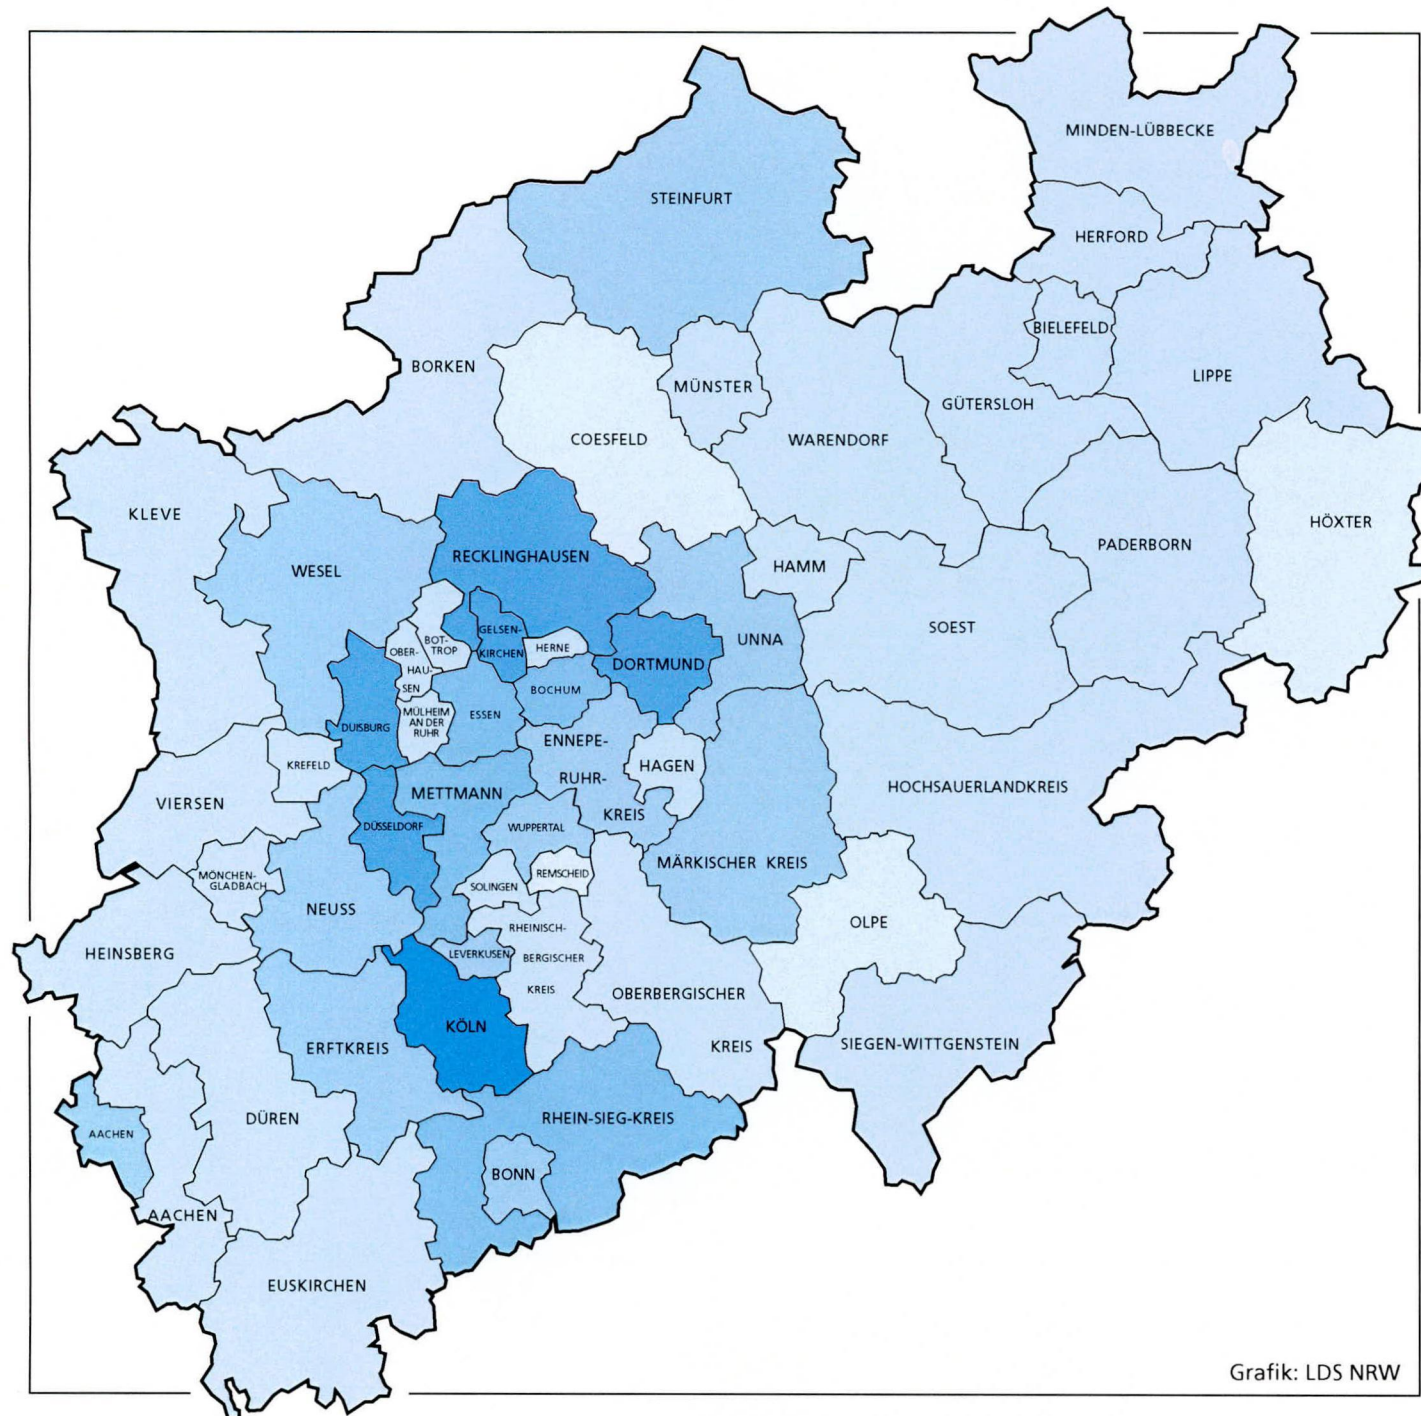 MINDEN-LÜBBECKE
STEINFURT
HERFORD
BIELEFELD
BORKEN
LIPPE
MÜNSTER
GÜTERSLOH
COESFELD
WARENDORF
KLEVE
HÖXTER
RECKLINGHAUSEN
PADERBORN
WESEL
HAMM
SOEST
GELSEN-
KIRCHEN
UNNA
BOT-
TROP
HERNE
OBER-
HAU-
SEN
DORTMUND
BOCHUM
MÜLHEIM
AN DER
RUHR
ESSEN
DUISBURG
ENNEPE-
RUHR-
KREIS
HAGEN
KREFELD
HOCHSAUERLANDKREIS
METTMANN
VIERSEN
DÜSSELDORF
WUPPERTAL
MÄRKISCHER KREIS
REMSCHEID
MÖNCHEN-
GLADBACH
SOLINGEN
NEUSS
OLPE
RHEINISCH-
BERGISCHER
KREIS
HEINSBERG
LEVERKUSEN
OBERBERGISCHER
KREIS
KÖLN
ERFTKREIS
SIEGEN-WITTGENSTEIN
DÜREN
RHEIN-SIEG-KREIS
AACHEN
BONN
AACHEN
EUSKIRCHEN
Grafik: LDS NRW